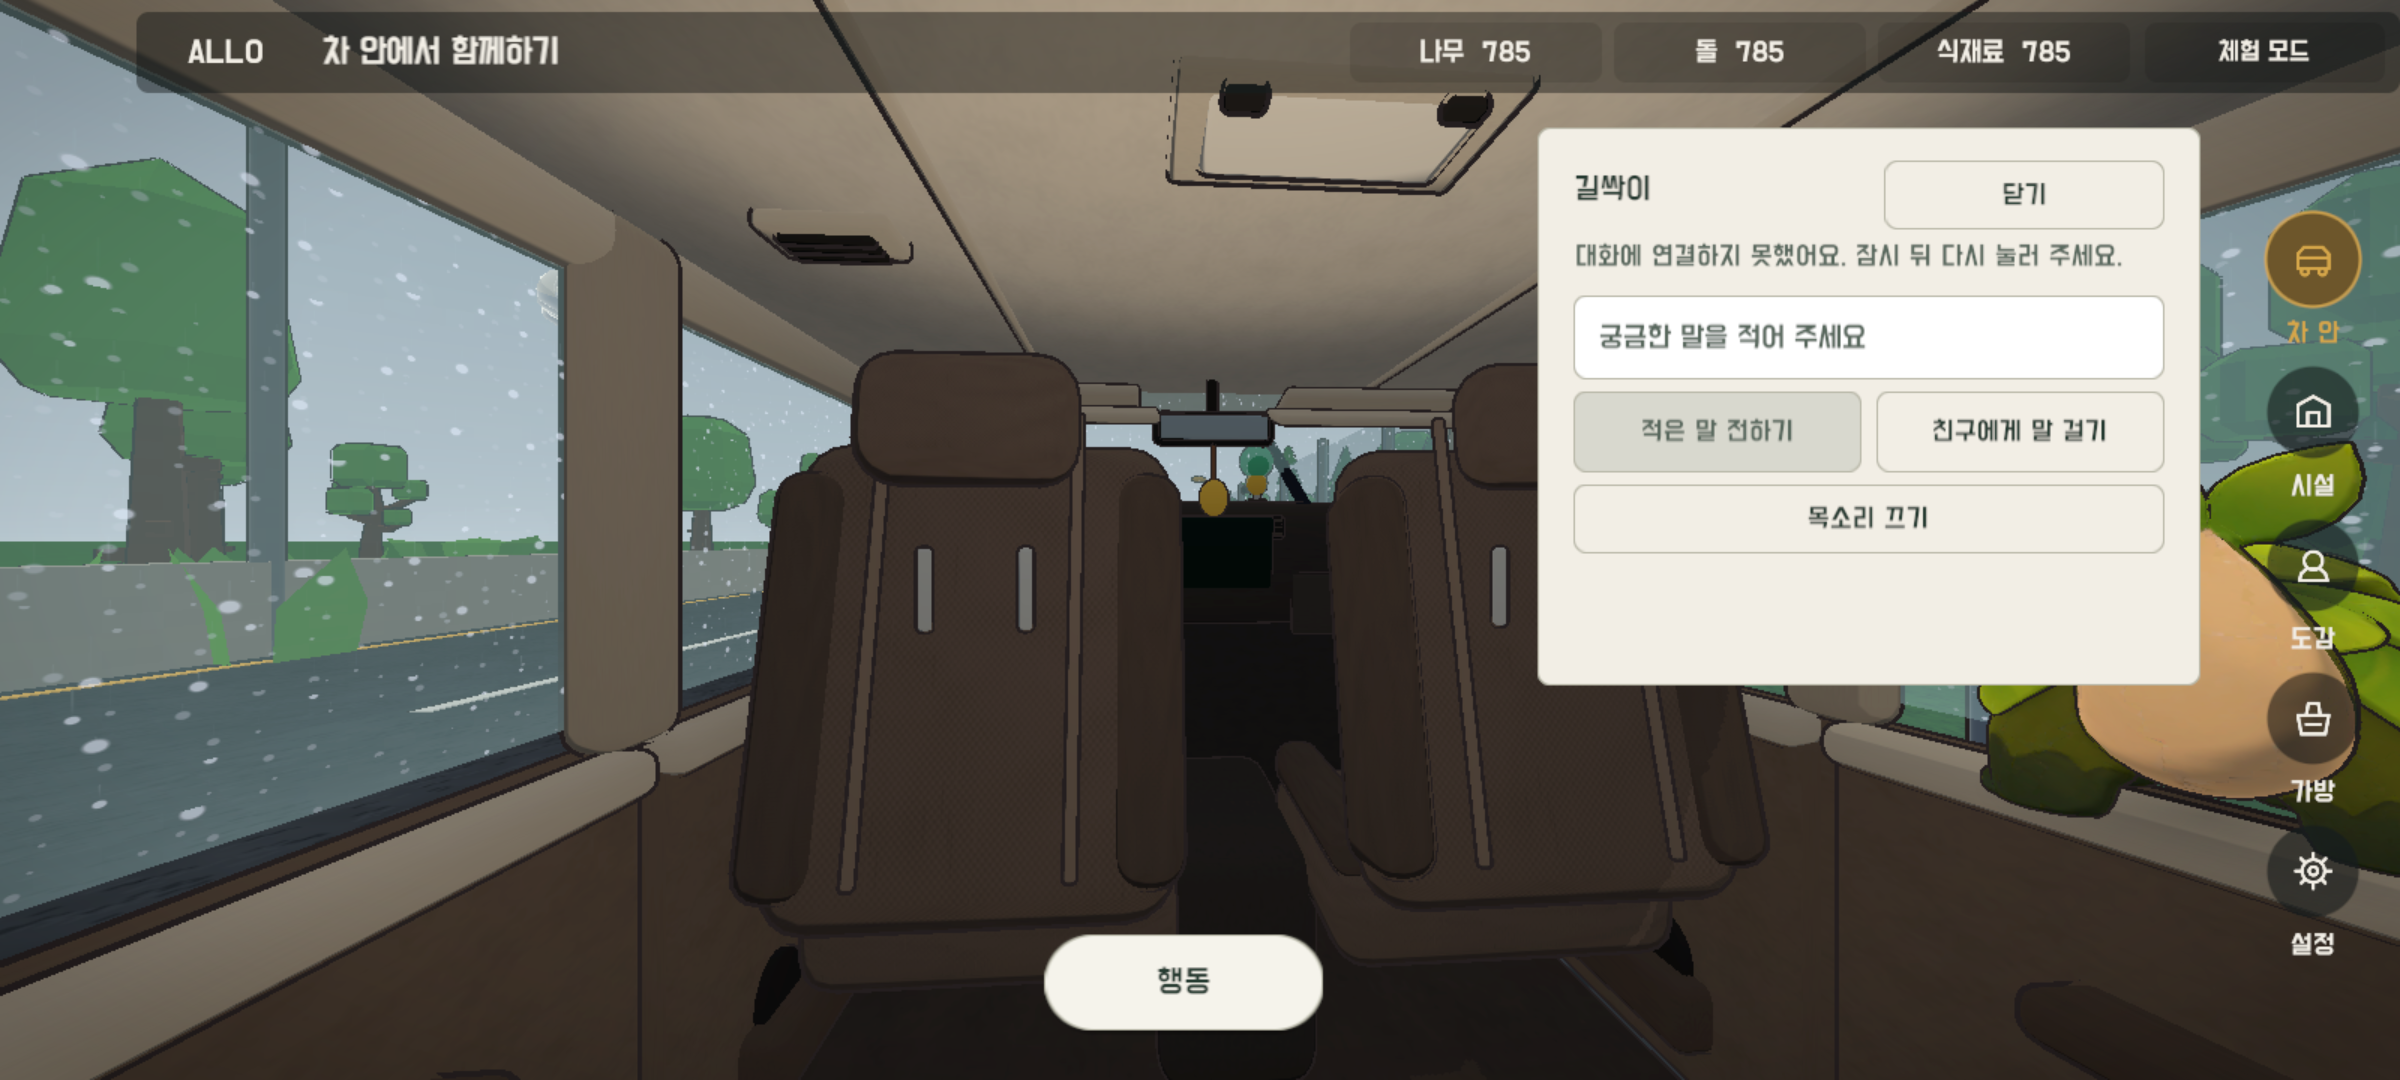 ALLO 차 안에서 함께하기 나무 785 돌 785 식재료 785 체험 모드
길싹이 닫기
대화에 연결하지 못했어요. 잠시 뒤 다시 눌러 주세요.
궁금한 말을 적어 주세요
적은 말 전하기 친구에게 말 걸기
목소리 끄기
차 안
시설
도감
가방
설정
행동